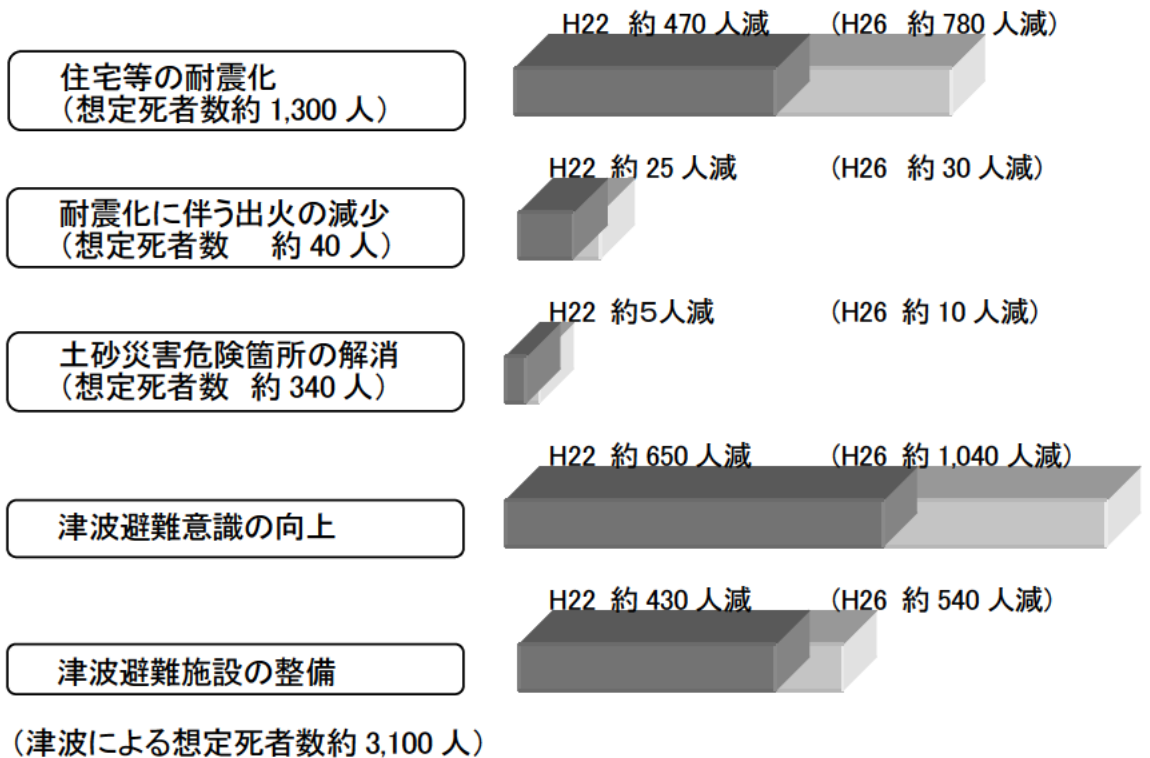 H22 約 470 人減 （H26 約 780 人減）
住宅等の耐震化
（想定死者数約 1,300 人）
H22 約 25 人減 （H26 約 30 人減）
耐震化に伴う出火の減少
（想定死者数 約 40 人）
H22 約５人減 （H26 約 10 人減）
土砂災害危険箇所の解消
（想定死者数 約 340 人）
H22 約 650 人減 （H26 約 1,040 人減）
津波避難意識の向上
H22 約 430 人減 （H26 約 540 人減）
津波避難施設の整備
（津波による想定死者数約 3,100 人）